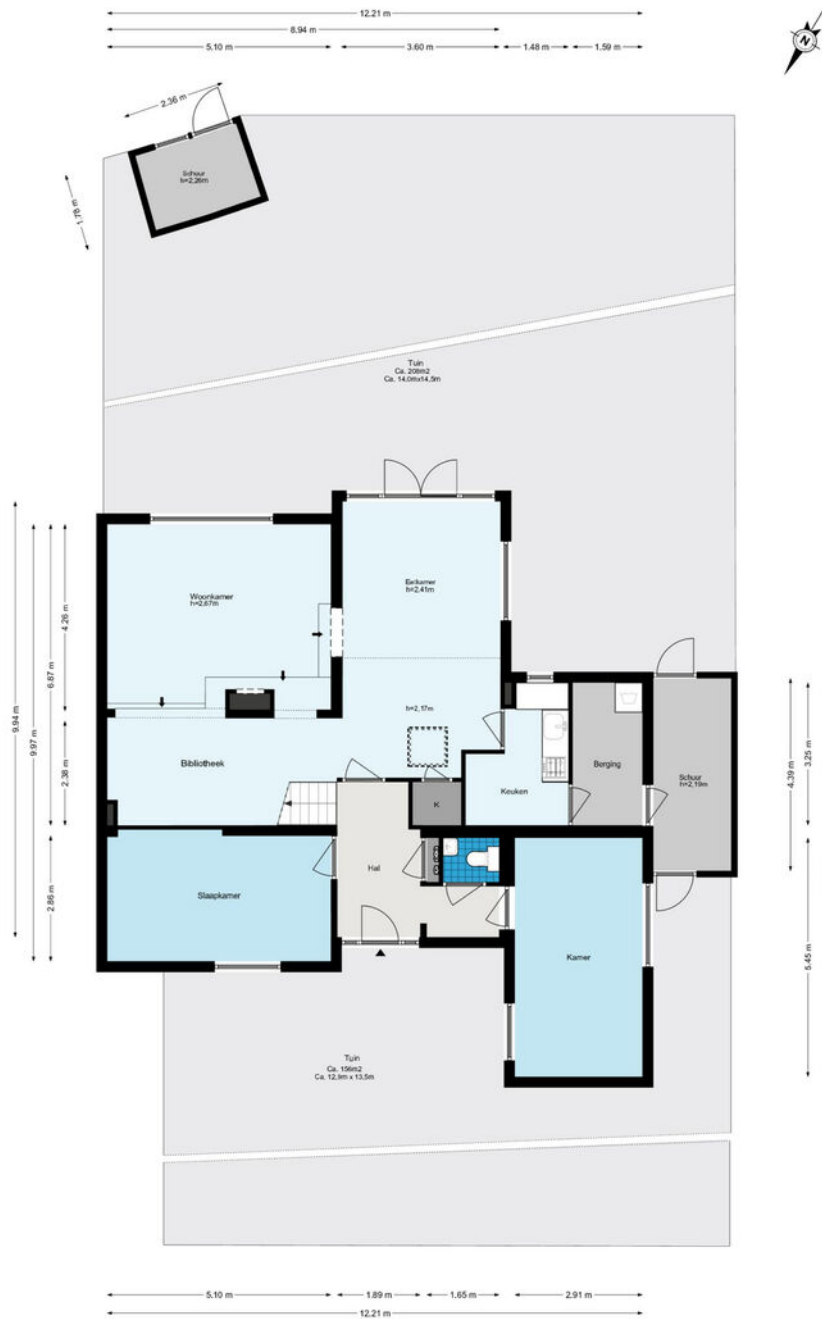 12.21 m
8.94 m
5.10 m
3.60 m
1.48 m
1.59 m
N
2.36 m
1.78 m
Schuur
h=2,26m
Tuin
Ca. 208m2
Ca. 14,0mx14,5m
Woonkamer
h=2,67m
Eetkamer
h=2,41m
h=2,17m
Bibliotheek
Keuken
Berging
Schuur
h=2,19m
K
Hal
Slaapkamer
Kamer
9.94 m
9.97 m
6.87 m
4.26 m
2.38 m
2.86 m
4.39 m
3.25 m
5.45 m
Tuin
Ca. 156m2
Ca. 12,9m x 13,5m
5.10 m
1.89 m
1.65 m
2.91 m
12.21 m